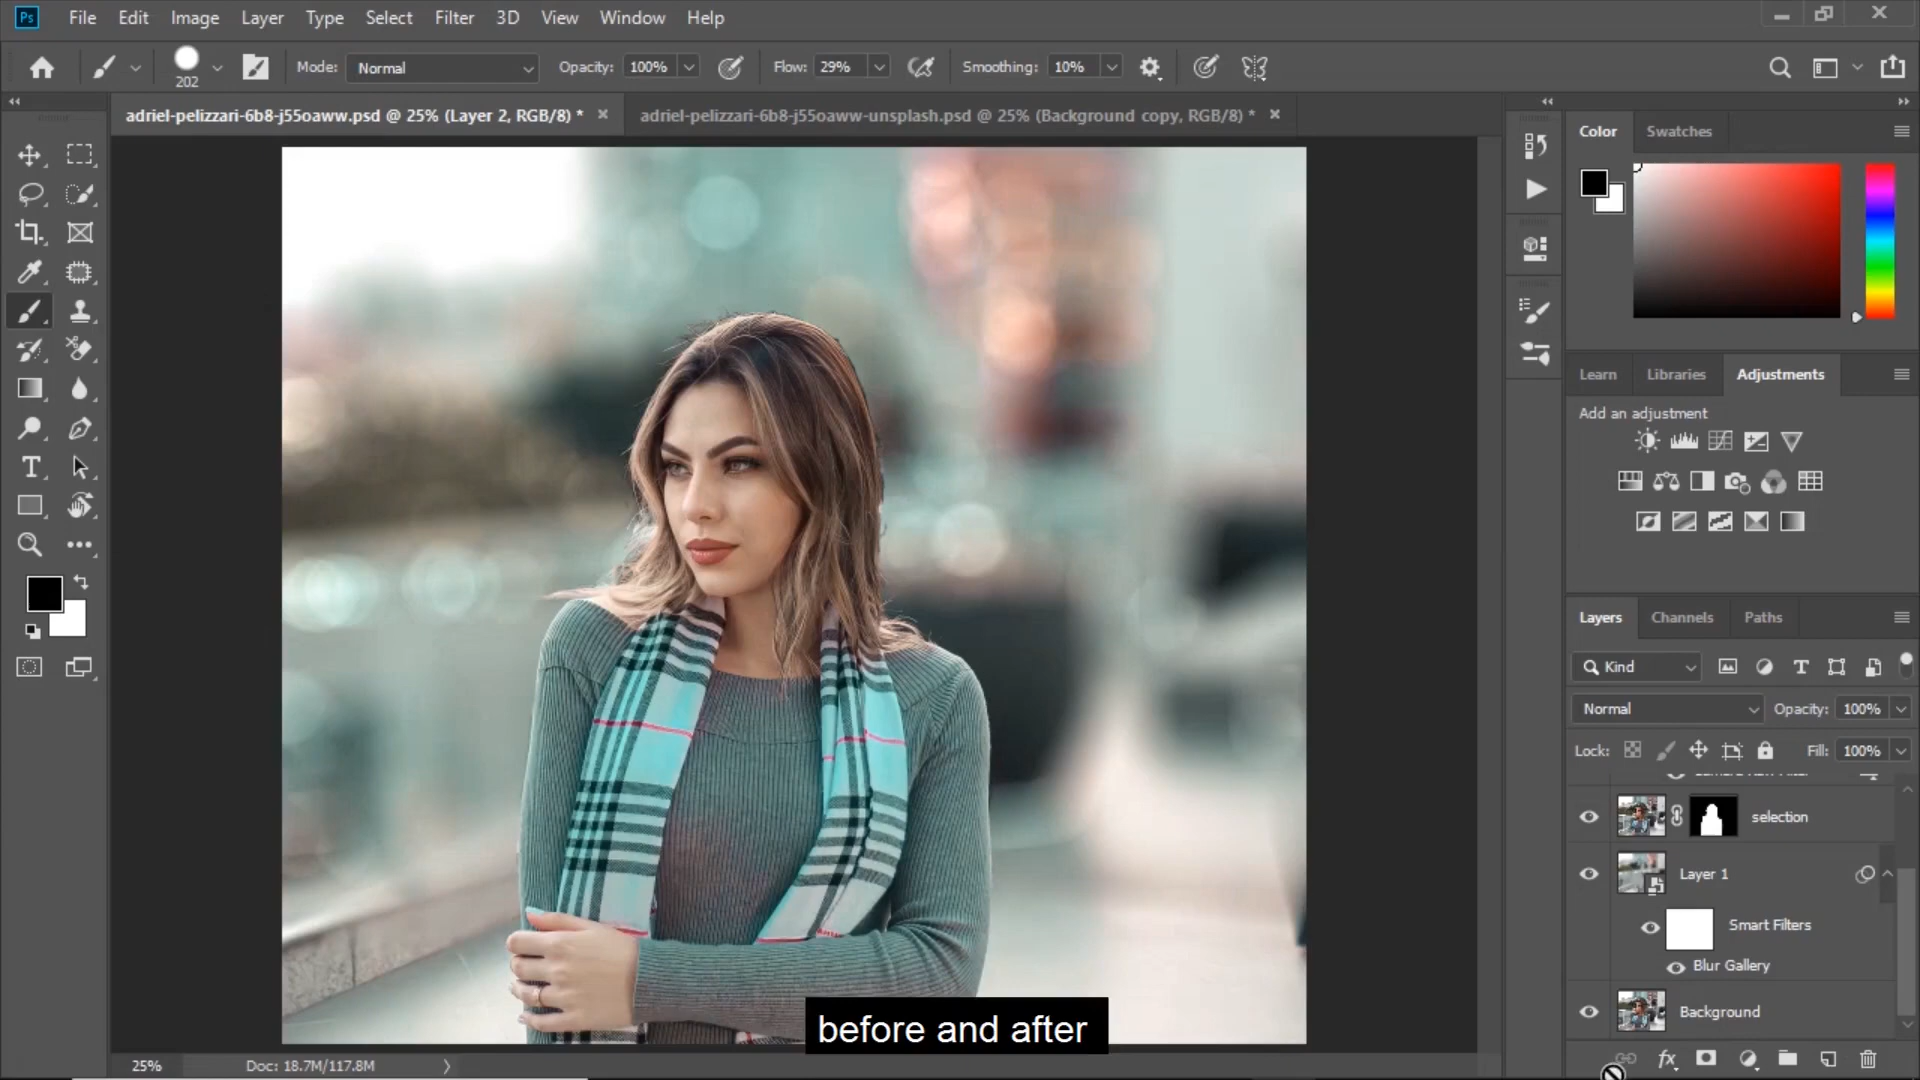 Ps File Edit Image Layer Type Select Filter 3D View Window Help
202 Mode: Normal Opacity: 100% Flow: 29% Smoothing: 10%
adriel-pelizzari-6b8-j55oaww.psd @ 25% (Layer 2, RGB/8) * adriel-pelizzari-6b8-j55oaww-unsplash.psd @ 25% (Background copy, RGB/8) *
Color Swatches
Learn Libraries Adjustments
Add an adjustment
Layers Channels Paths
Kind
Normal Opacity: 100%
Lock: Fill: 100%
selection
Layer 1
Smart Filters
Blur Gallery
Background
before and after
25% Doc: 18.7M/117.8M